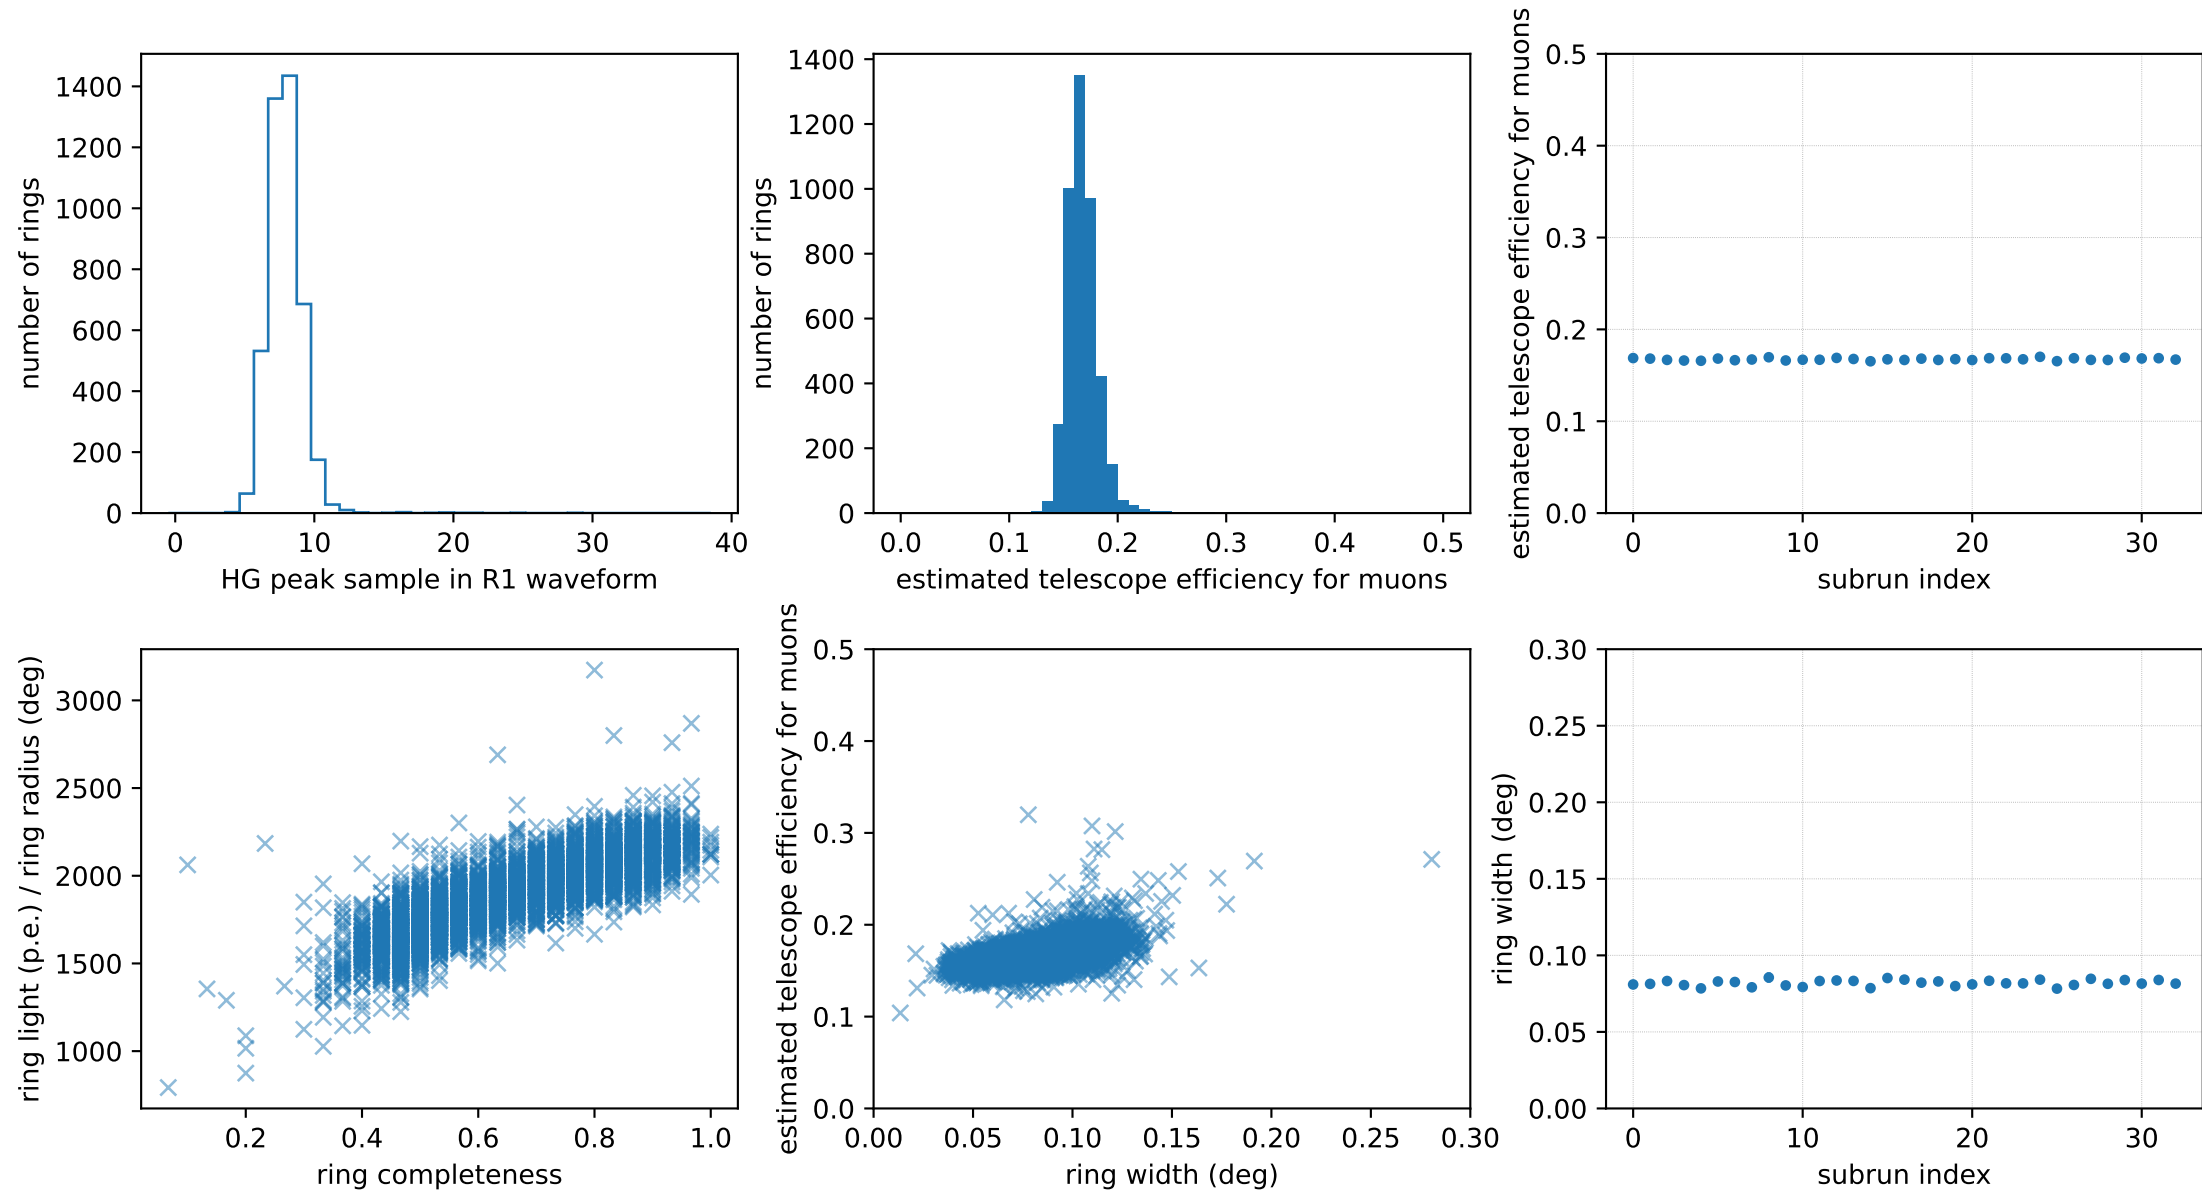 1400
1200
1000
800
600
400
200
0
number of rings
0 10 20 30 40
HG peak sample in R1 waveform
1400
1200
1000
800
600
400
200
0
number of rings
0.0 0.1 0.2 0.3 0.4 0.5
estimated telescope efficiency for muons
0.5
0.4
0.3
0.2
0.1
0.0
estimated telescope efficiency for muons
0 10 20 30
subrun index
3000
2500
2000
1500
1000
ring light (p.e.) / ring radius (deg)
0.2 0.4 0.6 0.8 1.0
ring completeness
0.5
0.4
0.3
0.2
0.1
0.0
estimated telescope efficiency for muons
0.00 0.05 0.10 0.15 0.20 0.25 0.30
ring width (deg)
0.30
0.25
0.20
0.15
0.10
0.05
0.00
ring width (deg)
0 10 20 30
subrun index